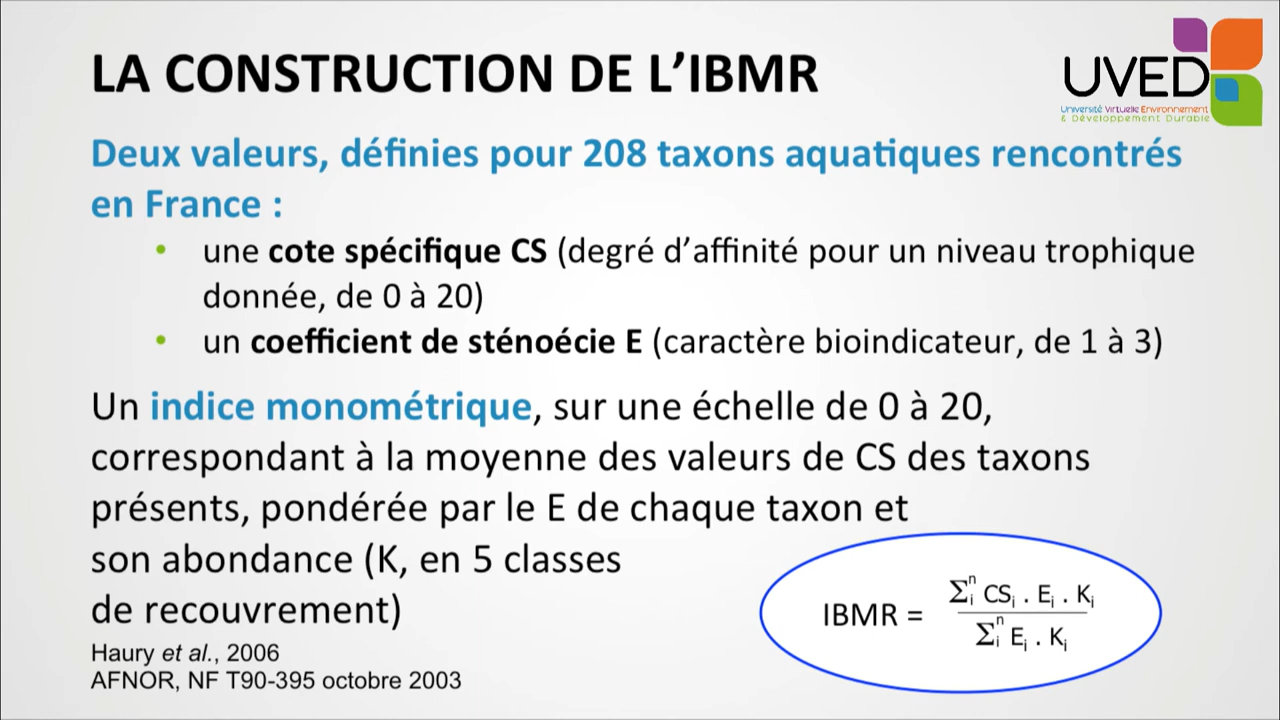 LA CONSTRUCTION DE L’IBMR
UVED
Université Virtuelle Environnement
& Développement Durable
Deux valeurs, définies pour 208 taxons aquatiques rencontrés
en France :
• une cote spécifique CS (degré d’affinité pour un niveau trophique
donnée, de 0 à 20)
• un coefficient de sténoécie E (caractère bioindicateur, de 1 à 3)
Un indice monométrique, sur une échelle de 0 à 20,
correspondant à la moyenne des valeurs de CS des taxons
présents, pondérée par le E de chaque taxon et
son abondance (K, en 5 classes
de recouvrement)
IBMR = Σᵢⁿ CSᵢ . Eᵢ . Kᵢ
Σᵢⁿ Eᵢ . Kᵢ
Haury et al., 2006
AFNOR, NF T90-395 octobre 2003